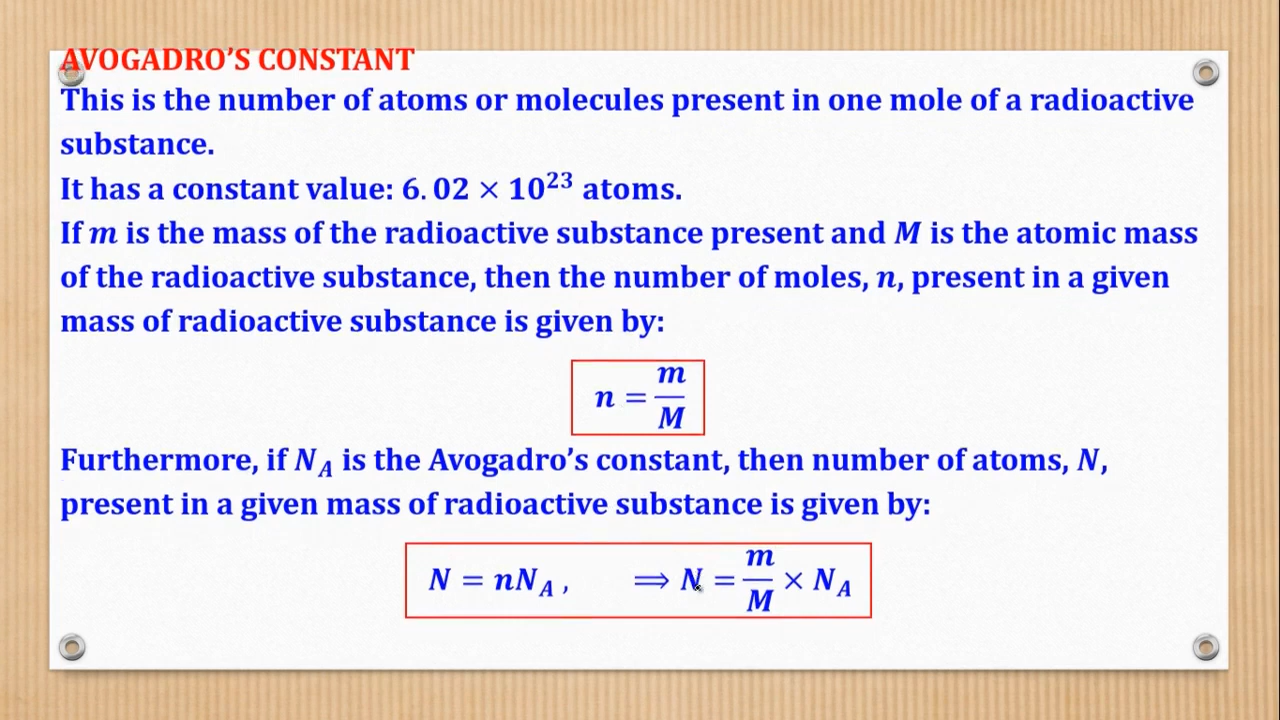 AVOGADRO'S CONSTANT
This is the number of atoms or molecules present in one mole of a radioactive
substance.
It has a constant value: 6.02 × 10²³ atoms.
If m is the mass of the radioactive substance present and M is the atomic mass
of the radioactive substance, then the number of moles, n, present in a given
mass of radioactive substance is given by:
n = m/M
Furthermore, if N_A is the Avogadro's constant, then number of atoms, N,
present in a given mass of radioactive substance is given by:
N = nN_A , ⟹ N = m/M × N_A